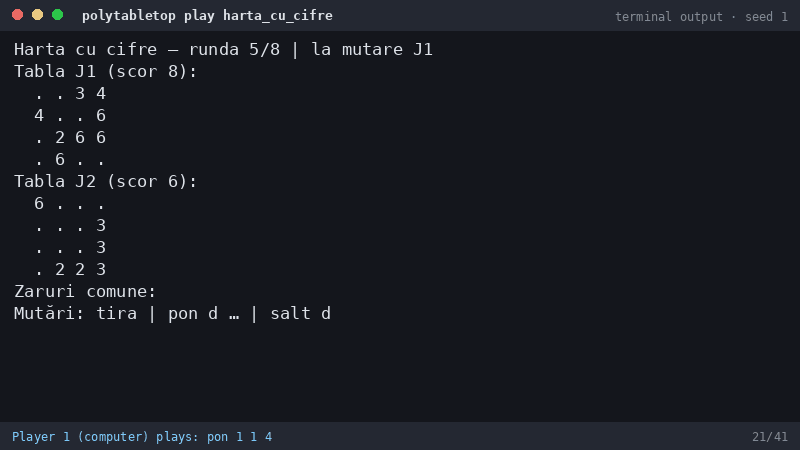 polytabletop play harta_cu_cifre
terminal output · seed 1
Harta cu cifre — runda 5/8 | la mutare J1
Tabla J1 (scor 8):
. . 3 4
4 . . 6
. 2 6 6
. 6 . .
Tabla J2 (scor 6):
6 . . .
. . . 3
. . . 3
. 2 2 3
Zaruri comune:
Mutări: tira | pon d … | salt d
Player 1 (computer) plays: pon 1 1 4
21/41